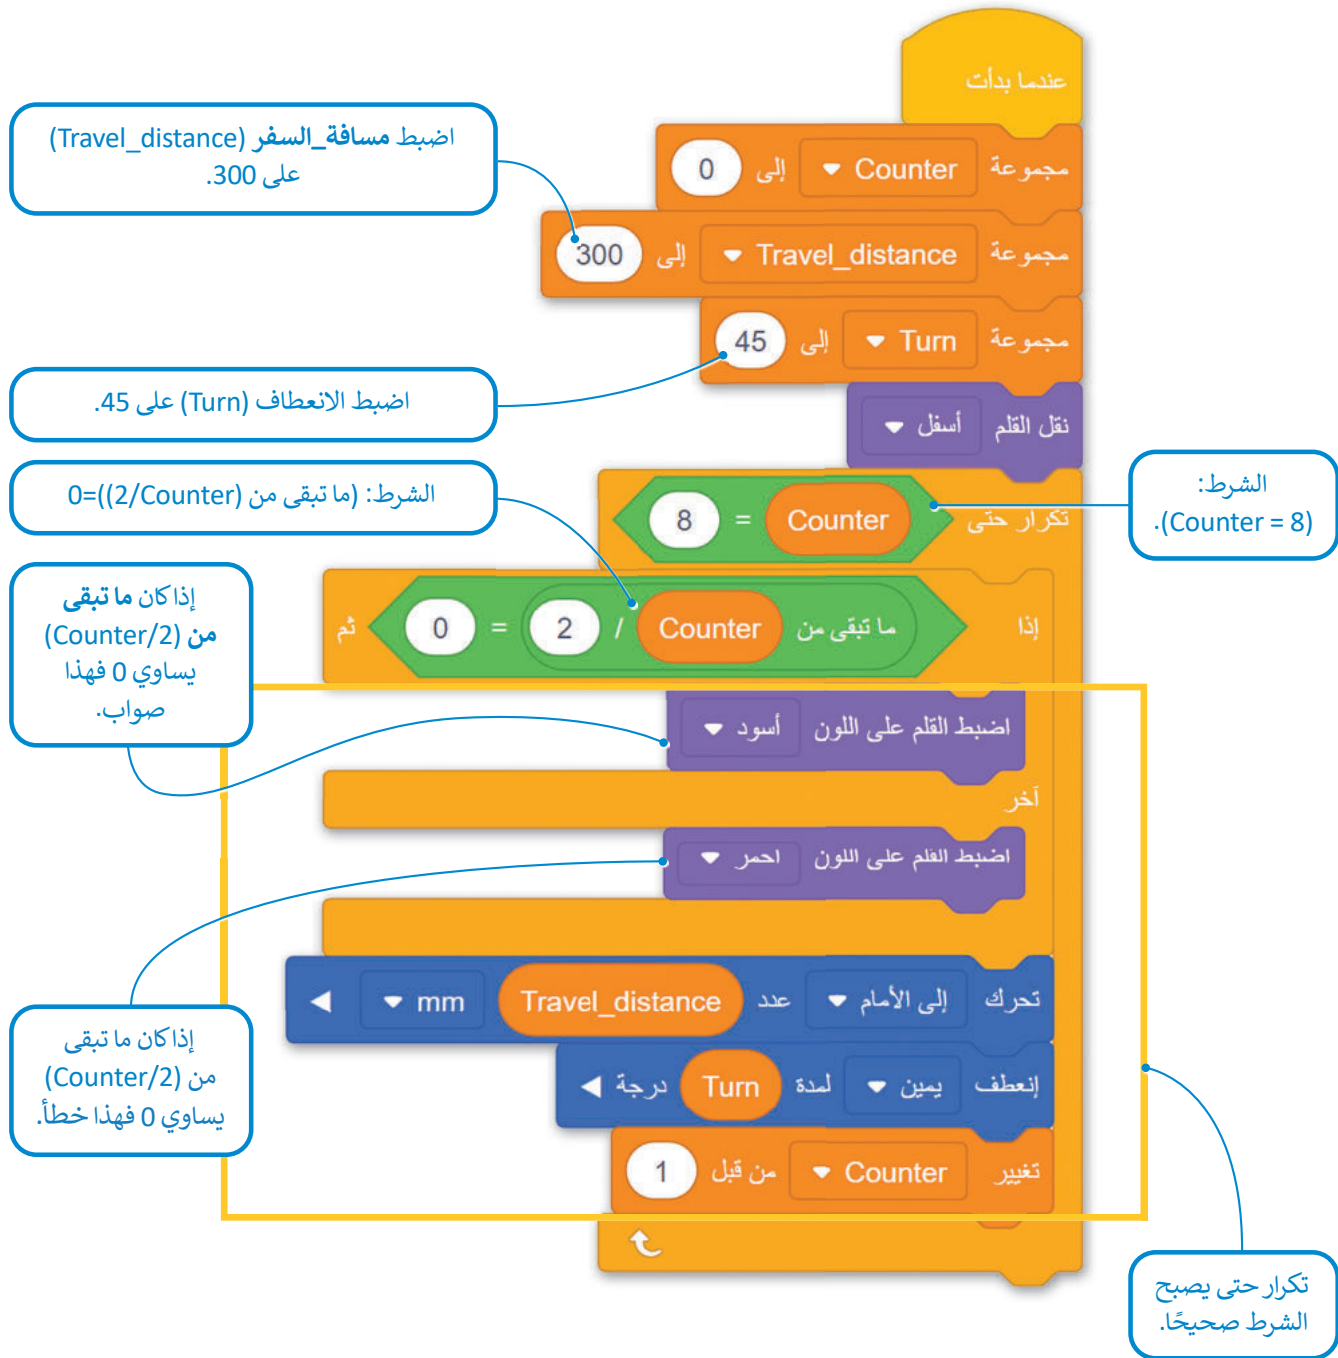 عندما بدأت
مجموعة Counter إلى 0
اضبط مسافة_السفر (Travel_distance)
على 300.
مجموعة Travel_distance إلى 300
مجموعة Turn إلى 45
اضبط الانعطاف (Turn) على 45.
نقل القلم أسفل
الشرط:
(Counter = 8).
تكرار حتى Counter = 8
الشرط: (ما تبقى من (Counter/2))=0
إذا ما تبقى من Counter / 2 = 0 ثم
إذا كان ما تبقى
من (Counter/2)
يساوي 0 فهذا
صواب.
اضبط القلم على اللون أسود
آخر
اضبط القلم على اللون احمر
إذا كان ما تبقى
من (Counter/2)
يساوي 0 فهذا خطأ.
تحرك إلى الأمام عدد Travel_distance mm
إنعطف يمين لمدة Turn درجة
تغيير Counter من قبل 1
تكرار حتى يصبح
الشرط صحيحًا.